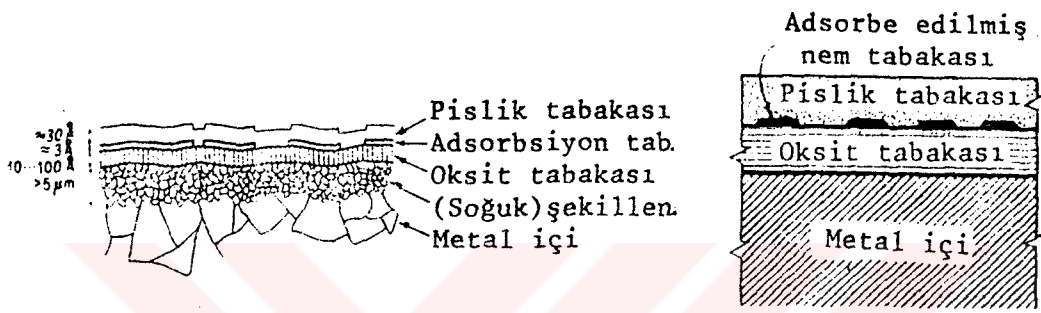 ≈30 Å
≈3 Å
10...100 Å
>5 µm
Pislik tabakası
Adsorbsiyon tab.
Oksit tabakası
(Soğuk)şekillen.
Metal içi
Adsorbe edilmiş
nem tabakası
Pislik tabakası
Oksit tabakası
Metal içi